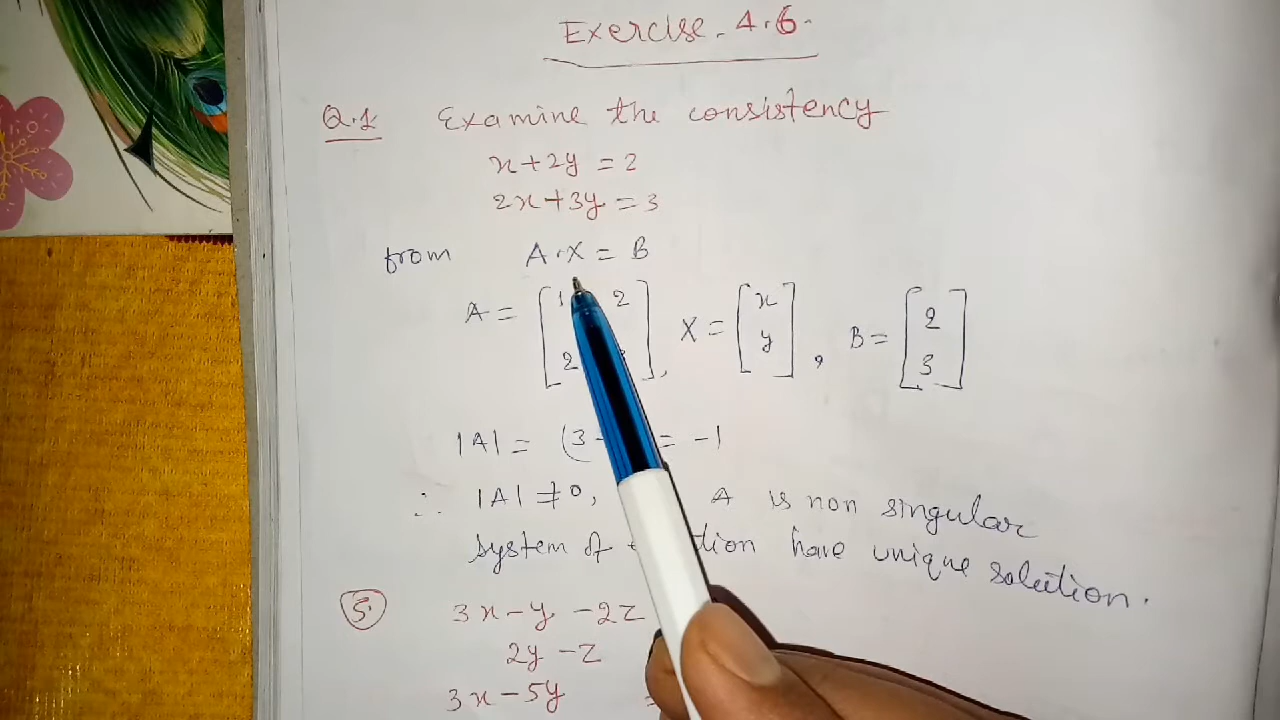 Exercise. 4.6.
Q.1 Examine the consistency
x+2y = 2
2x+3y = 3
from A.X = B
A = [1 2 2], X = [x y], B = [2 3]
|A| = (3- = -1
∴ |A| ≠ 0, A is non singular
system of tion have unique solution.
5. 3x-y -2z
2y -z
3x-5y =